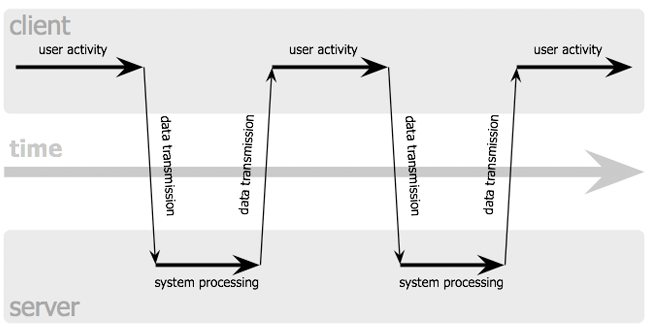 client
user activity
user activity
user activity
data transmission
data transmission
data transmission
data transmission
time
system processing
system processing
server